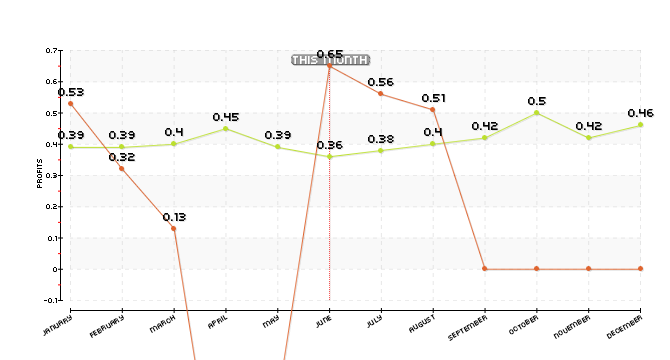 THIS MONTH
0.65
0.53
0.56
0.51
0.39
0.39
0.4
0.45
0.39
0.36
0.38
0.4
0.42
0.5
0.42
0.46
0.32
0.13
0.7
0.6
0.5
0.4
0.3
0.2
0.1
0
-0.1
PROFITS
JANUARY
FEBRUARY
MARCH
APRIL
MAY
JUNE
JULY
AUGUST
SEPTEMBER
OCTOBER
NOVEMBER
DECEMBER